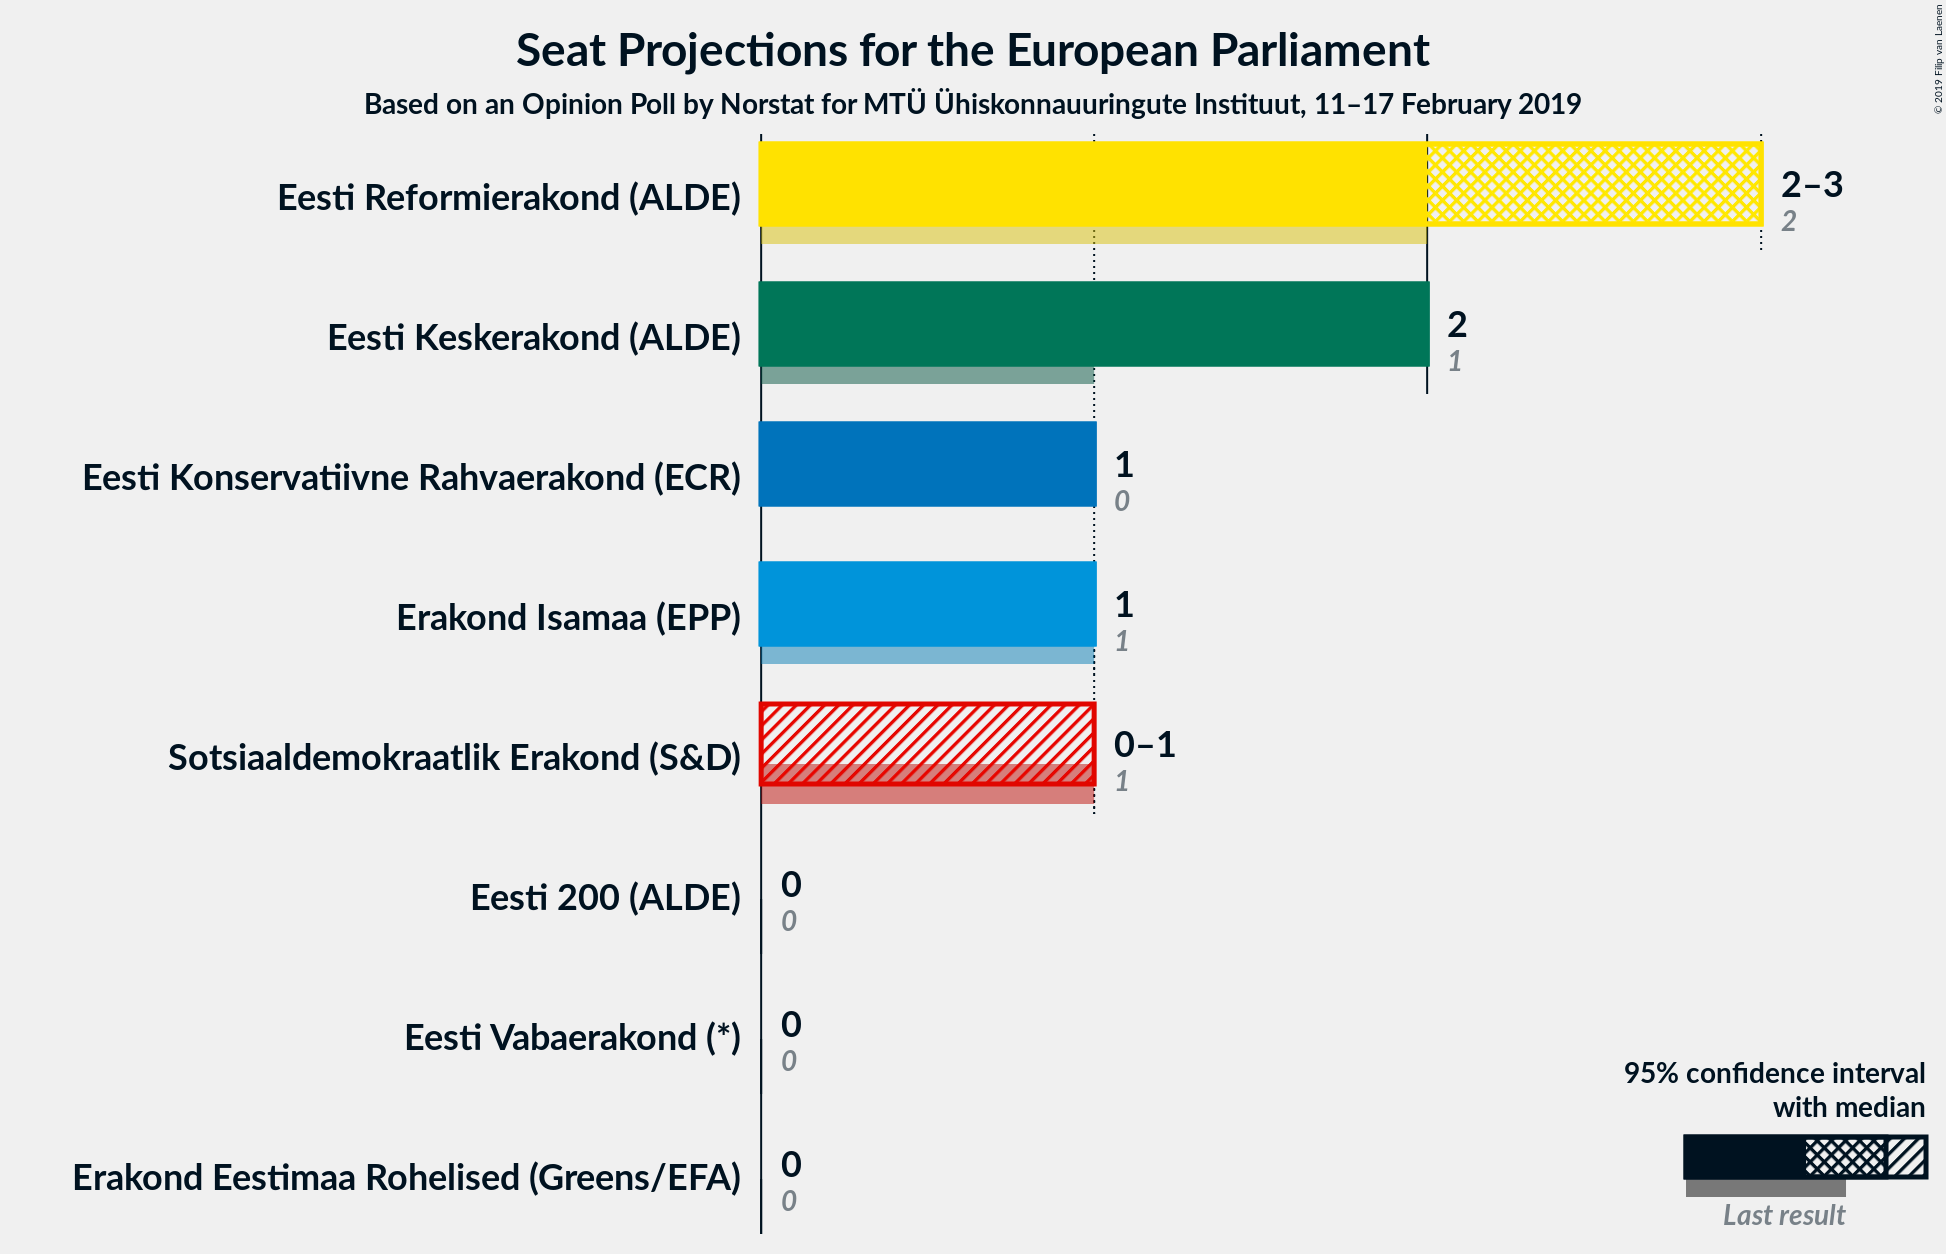 Seat Projections for the European Parliament
Based on an Opinion Poll by Norstat for MTÜ Ühiskonnauuringute Instituut, 11–17 February 2019
© 2019 Filip van Laenen
Eesti Reformierakond (ALDE)
2–3
2
Eesti Keskerakond (ALDE)
2
1
Eesti Konservatiivne Rahvaerakond (ECR)
1
0
Erakond Isamaa (EPP)
1
1
Sotsiaaldemokraatlik Erakond (S&D)
0–1
1
Eesti 200 (ALDE)
0
0
Eesti Vabaerakond (*)
0
0
Erakond Eestimaa Rohelised (Greens/EFA)
0
0
95% confidence interval
with median
Last result